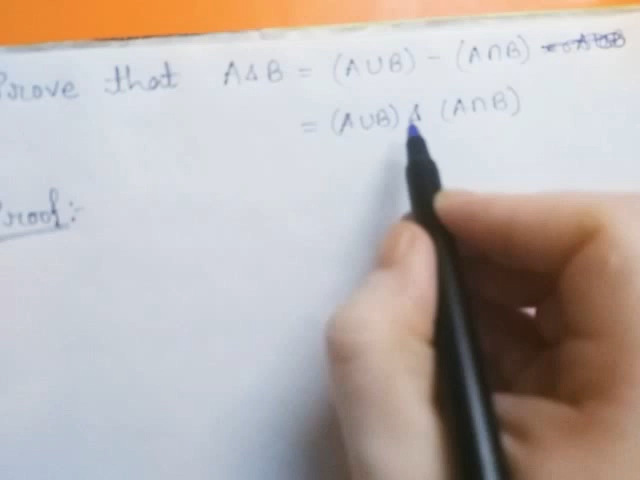 Prove that A Δ B = (A∪B) - (A∩B)
= (A∪B) Δ (A∩B)
Proof:-